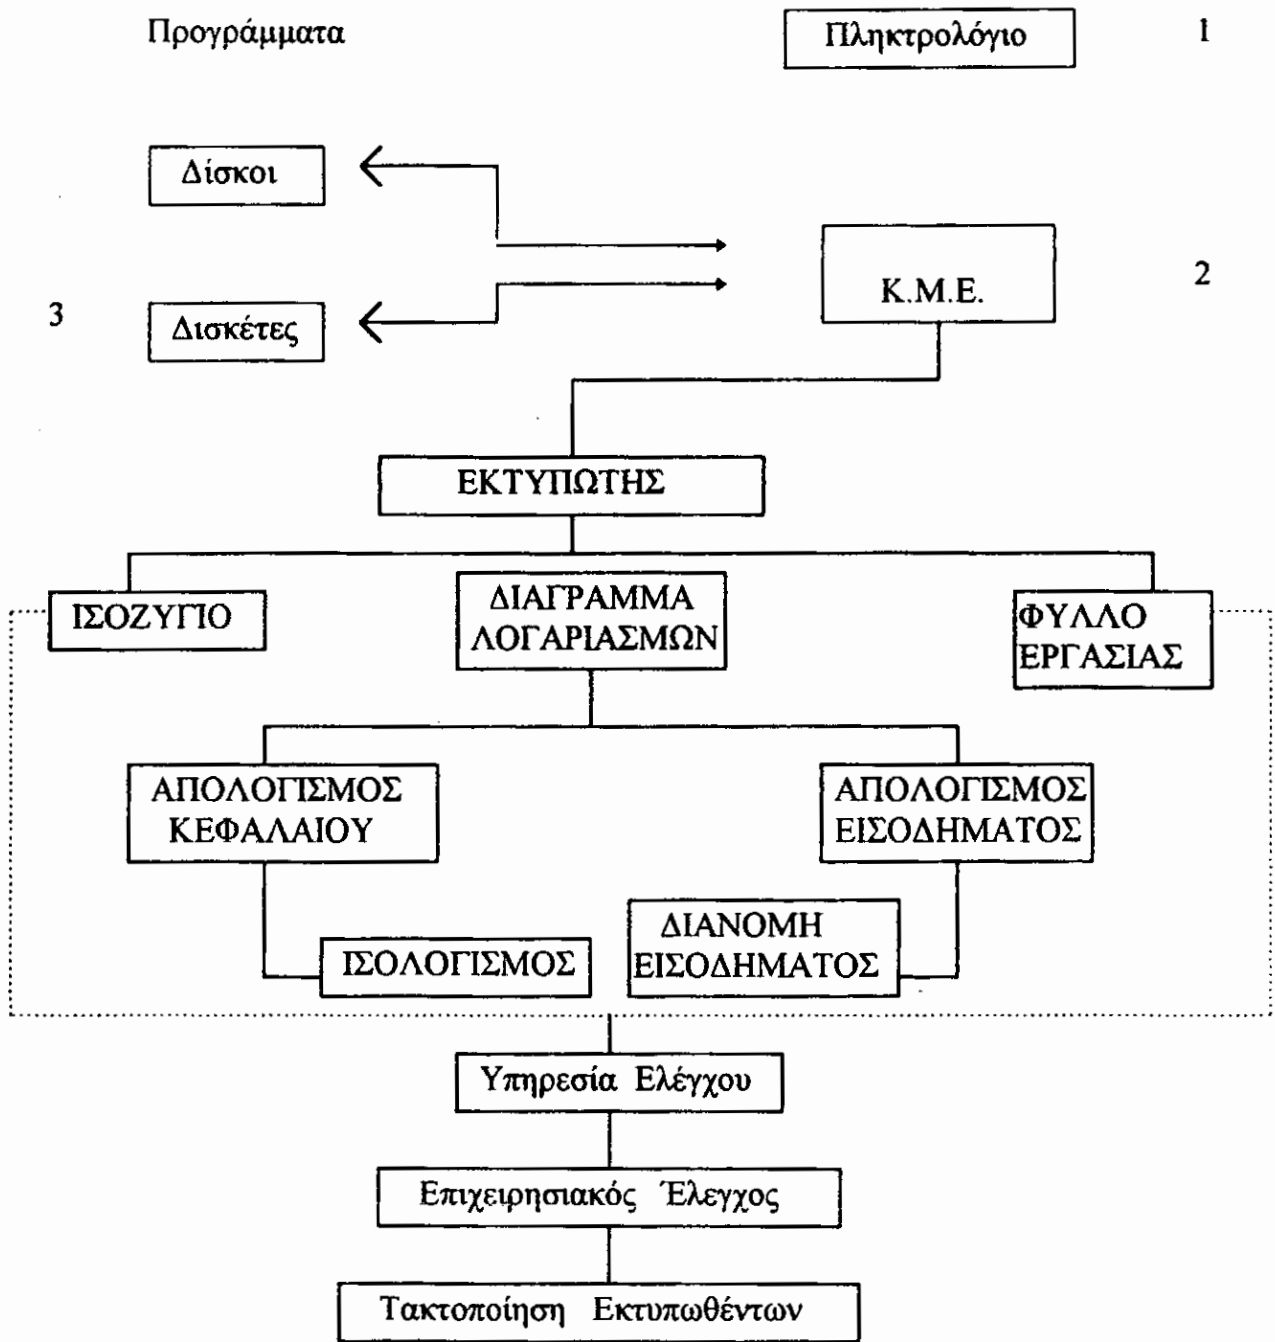 Προγράμματα
Πληκτρολόγιο
1
Δίσκοι
Κ.Μ.Ε.
2
3
Δισκέτες
ΕΚΤΥΠΩΤΗΣ
ΙΣΟΖΥΓΙΟ
ΔΙΑΓΡΑΜΜΑ
ΛΟΓΑΡΙΑΣΜΩΝ
ΦΥΛΛΟ
ΕΡΓΑΣΙΑΣ
ΑΠΟΛΟΓΙΣΜΟΣ
ΚΕΦΑΛΑΙΟΥ
ΑΠΟΛΟΓΙΣΜΟΣ
ΕΙΣΟΔΗΜΑΤΟΣ
ΙΣΟΛΟΓΙΣΜΟΣ
ΔΙΑΝΟΜΗ
ΕΙΣΟΔΗΜΑΤΟΣ
Υπηρεσία Ελέγχου
Επιχειρησιακός Έλεγχος
Τακτοποίηση Εκτυπωθέντων